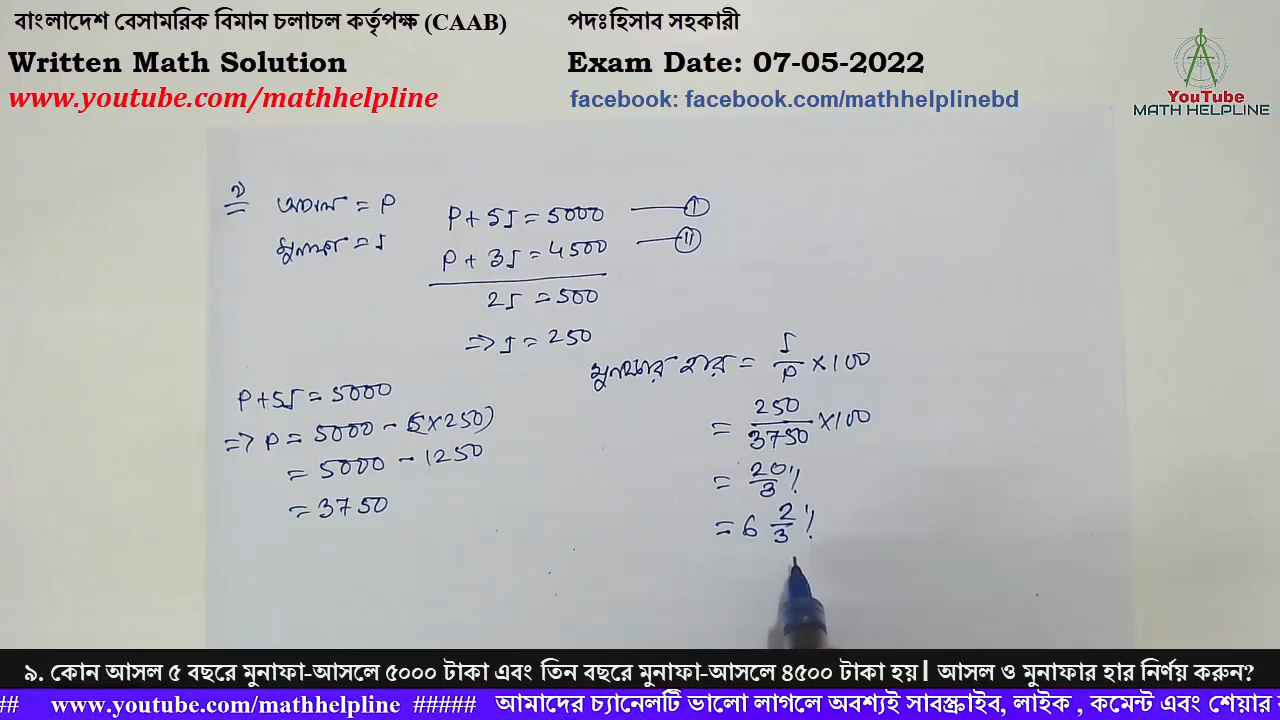 বাংলাদেশ বেসামরিক বিমান চলাচল কর্তৃপক্ষ (CAAB) পদঃহিসাব সহকারী
Written Math Solution Exam Date: 07-05-2022
www.youtube.com/mathhelpline facebook: facebook.com/mathhelplinebd
YouTube
MATH HELPLINE
৯
আসল = P
মুনাফা = I
P + 5I = 5000 (I)
P + 3I = 4500 (II)
2I = 500
⇒ I = 250
P+5I = 5000
⇒ P = 5000 - (5×250)
= 5000 - 1250
= 3750
মুনাফার হার = I/P × 100
= 250/3750 × 100
= 20/3 %
= 6 2/3 %
৯. কোন আসল ৫ বছরে মুনাফা-আসলে ৫০০০ টাকা এবং তিন বছরে মুনাফা-আসলে ৪৫০০ টাকা হয়। আসল ও মুনাফার হার নির্ণয় করুন?
## www.youtube.com/mathhelpline ##### আমাদের চ্যানেলটি ভালো লাগলে অবশ্যই সাবস্ক্রাইব, লাইক , কমেন্ট এবং শেয়ার